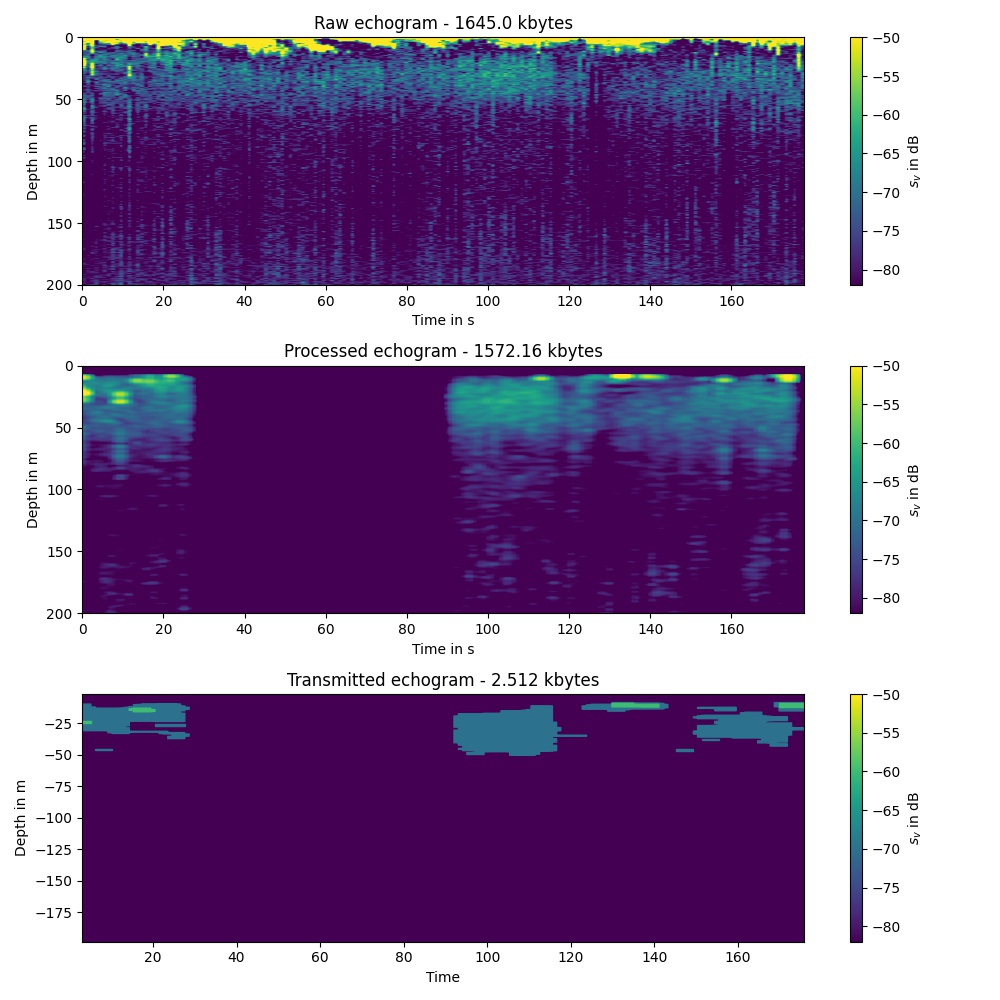 Raw echogram - 1645.0 kbytes
0
50
100
150
200
Depth in m
0 20 40 60 80 100 120 140 160
Time in s
−50
−55
−60
−65
−70
−75
−80
sv in dB
Processed echogram - 1572.16 kbytes
0
50
100
150
200
Depth in m
0 20 40 60 80 100 120 140 160
Time in s
−50
−55
−60
−65
−70
−75
−80
sv in dB
Transmitted echogram - 2.512 kbytes
−25
−50
−75
−100
−125
−150
−175
Depth in m
20 40 60 80 100 120 140 160
Time
−50
−55
−60
−65
−70
−75
−80
sv in dB